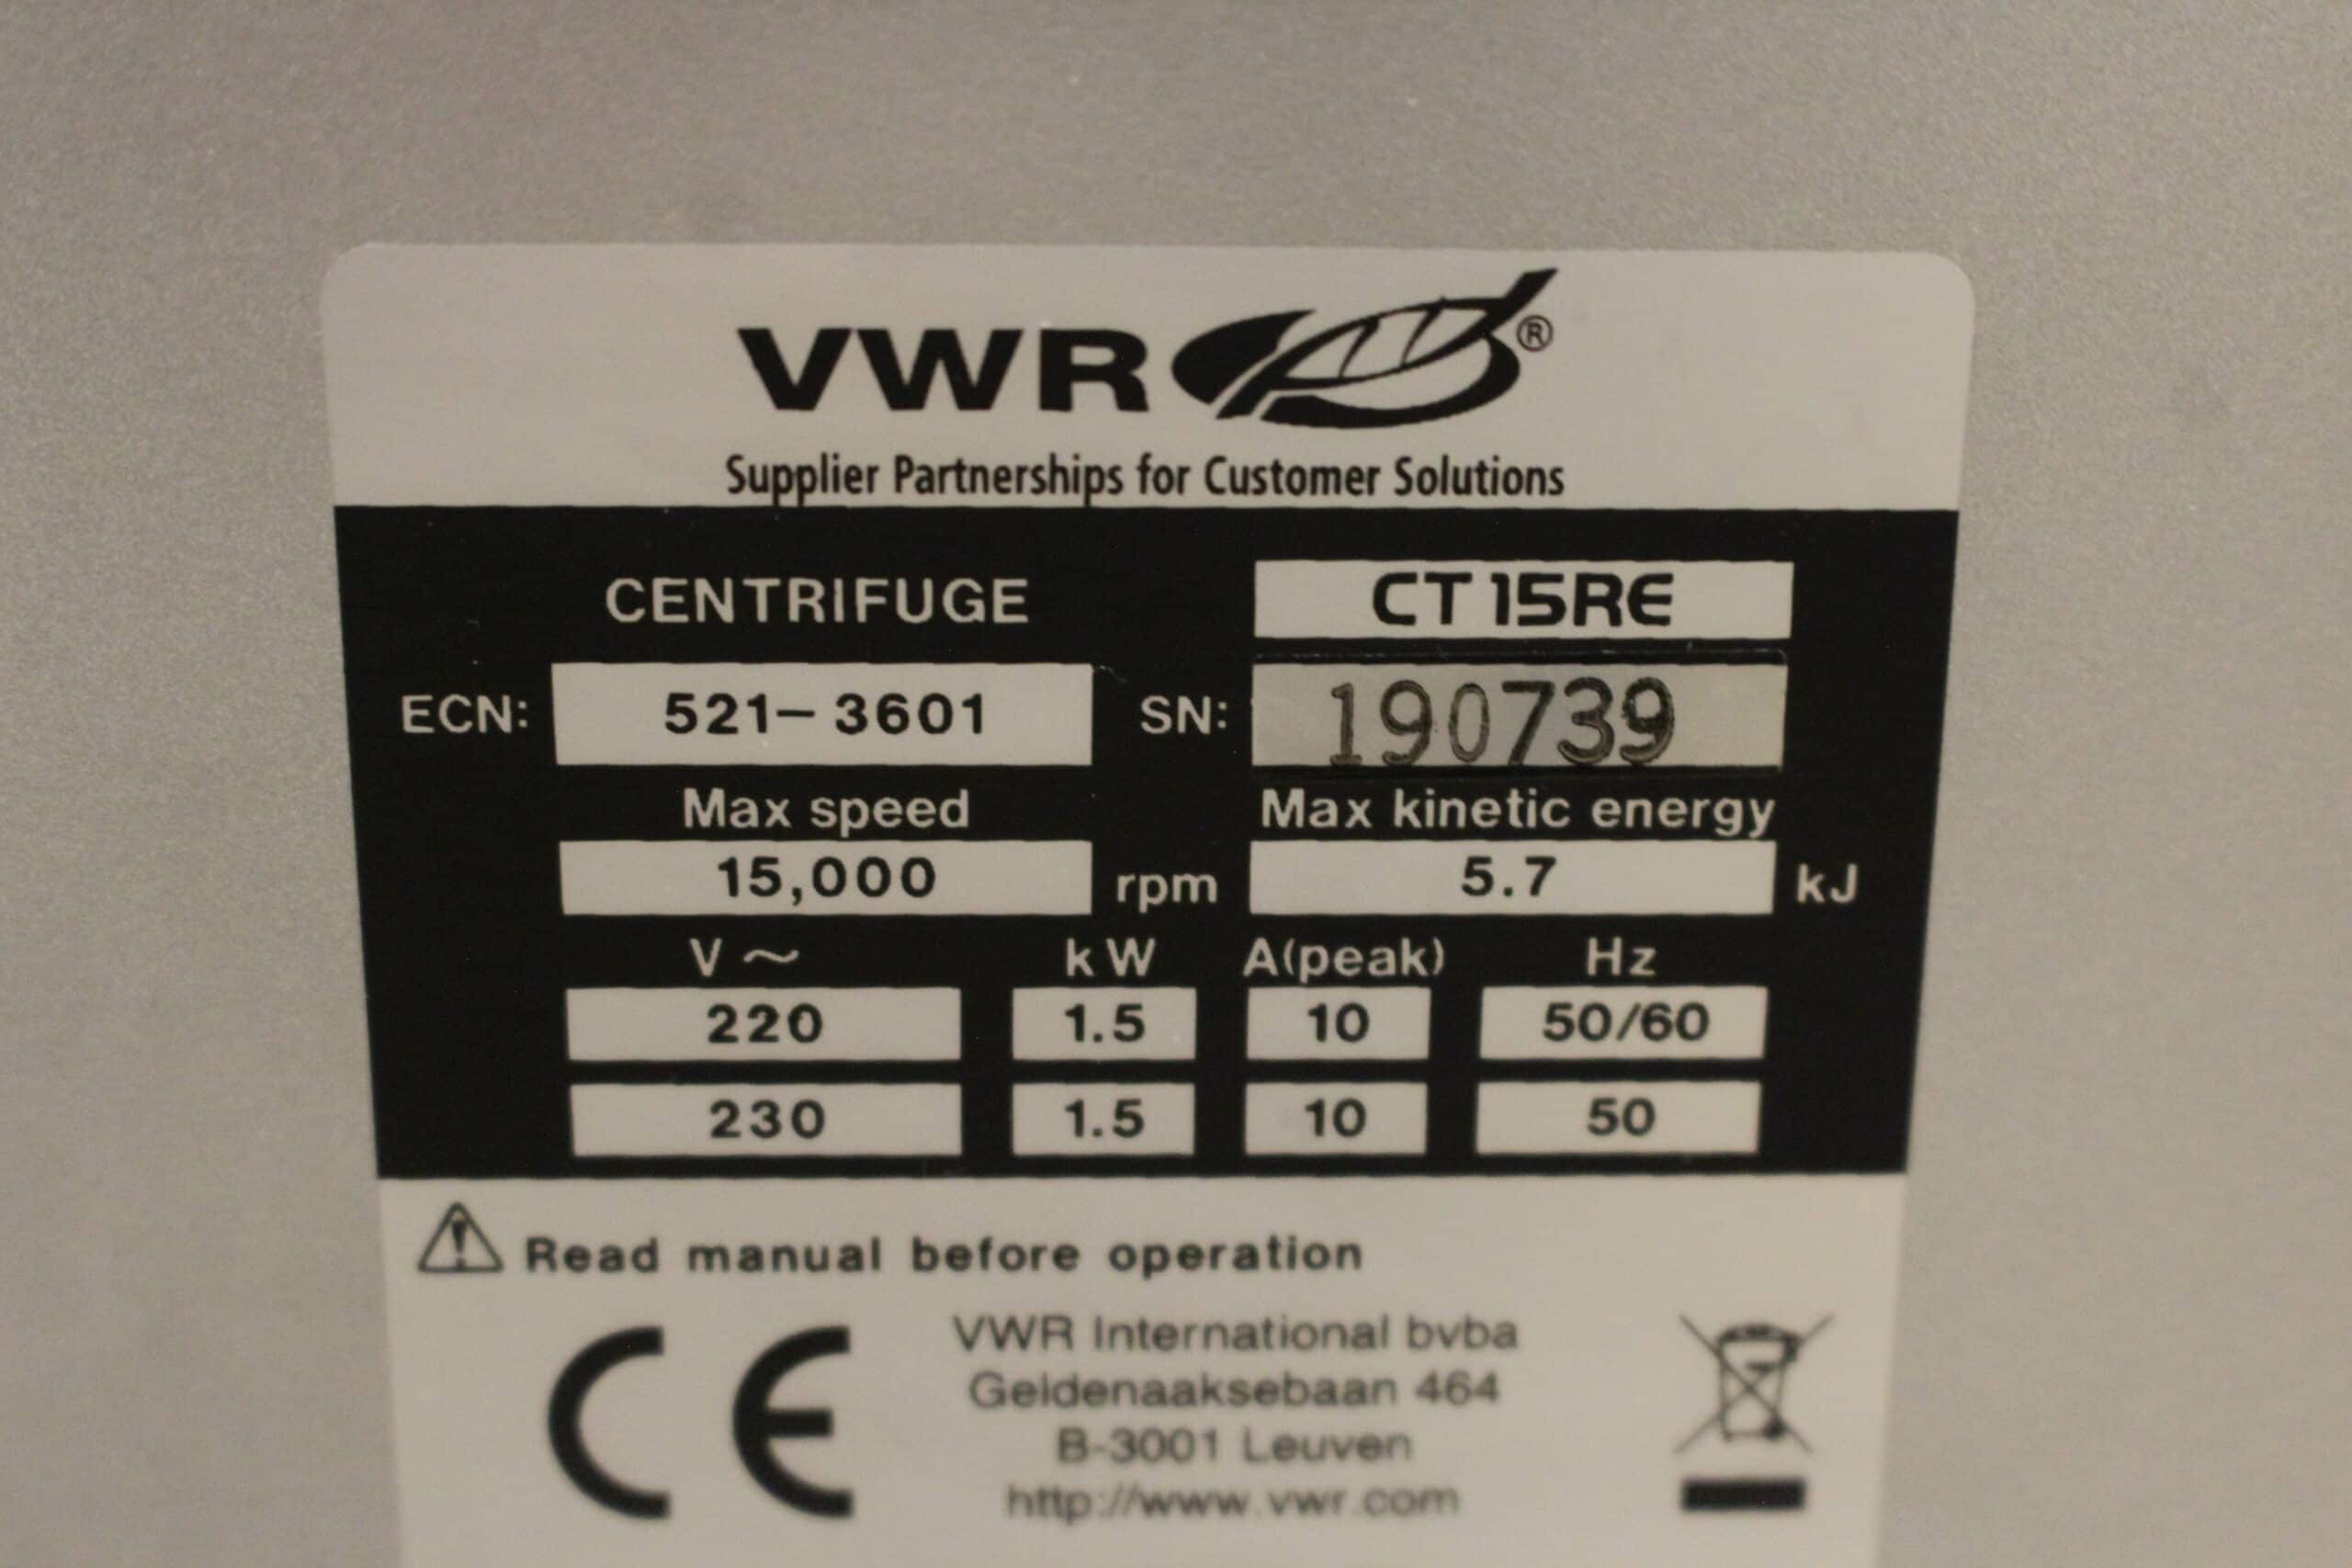 VWR®
Supplier Partnerships for Customer Solutions
CENTRIFUGE CT 15RE
ECN: 521-3601 SN: 190739
Max speed Max kinetic energy
15,000 rpm 5.7 kJ
V~ kW A(peak) Hz
220 1.5 10 50/60
230 1.5 10 50
Read manual before operation
CE
VWR International bvba
Geldenaaksebaan 464
B-3001 Leuven
http://www.vwr.com